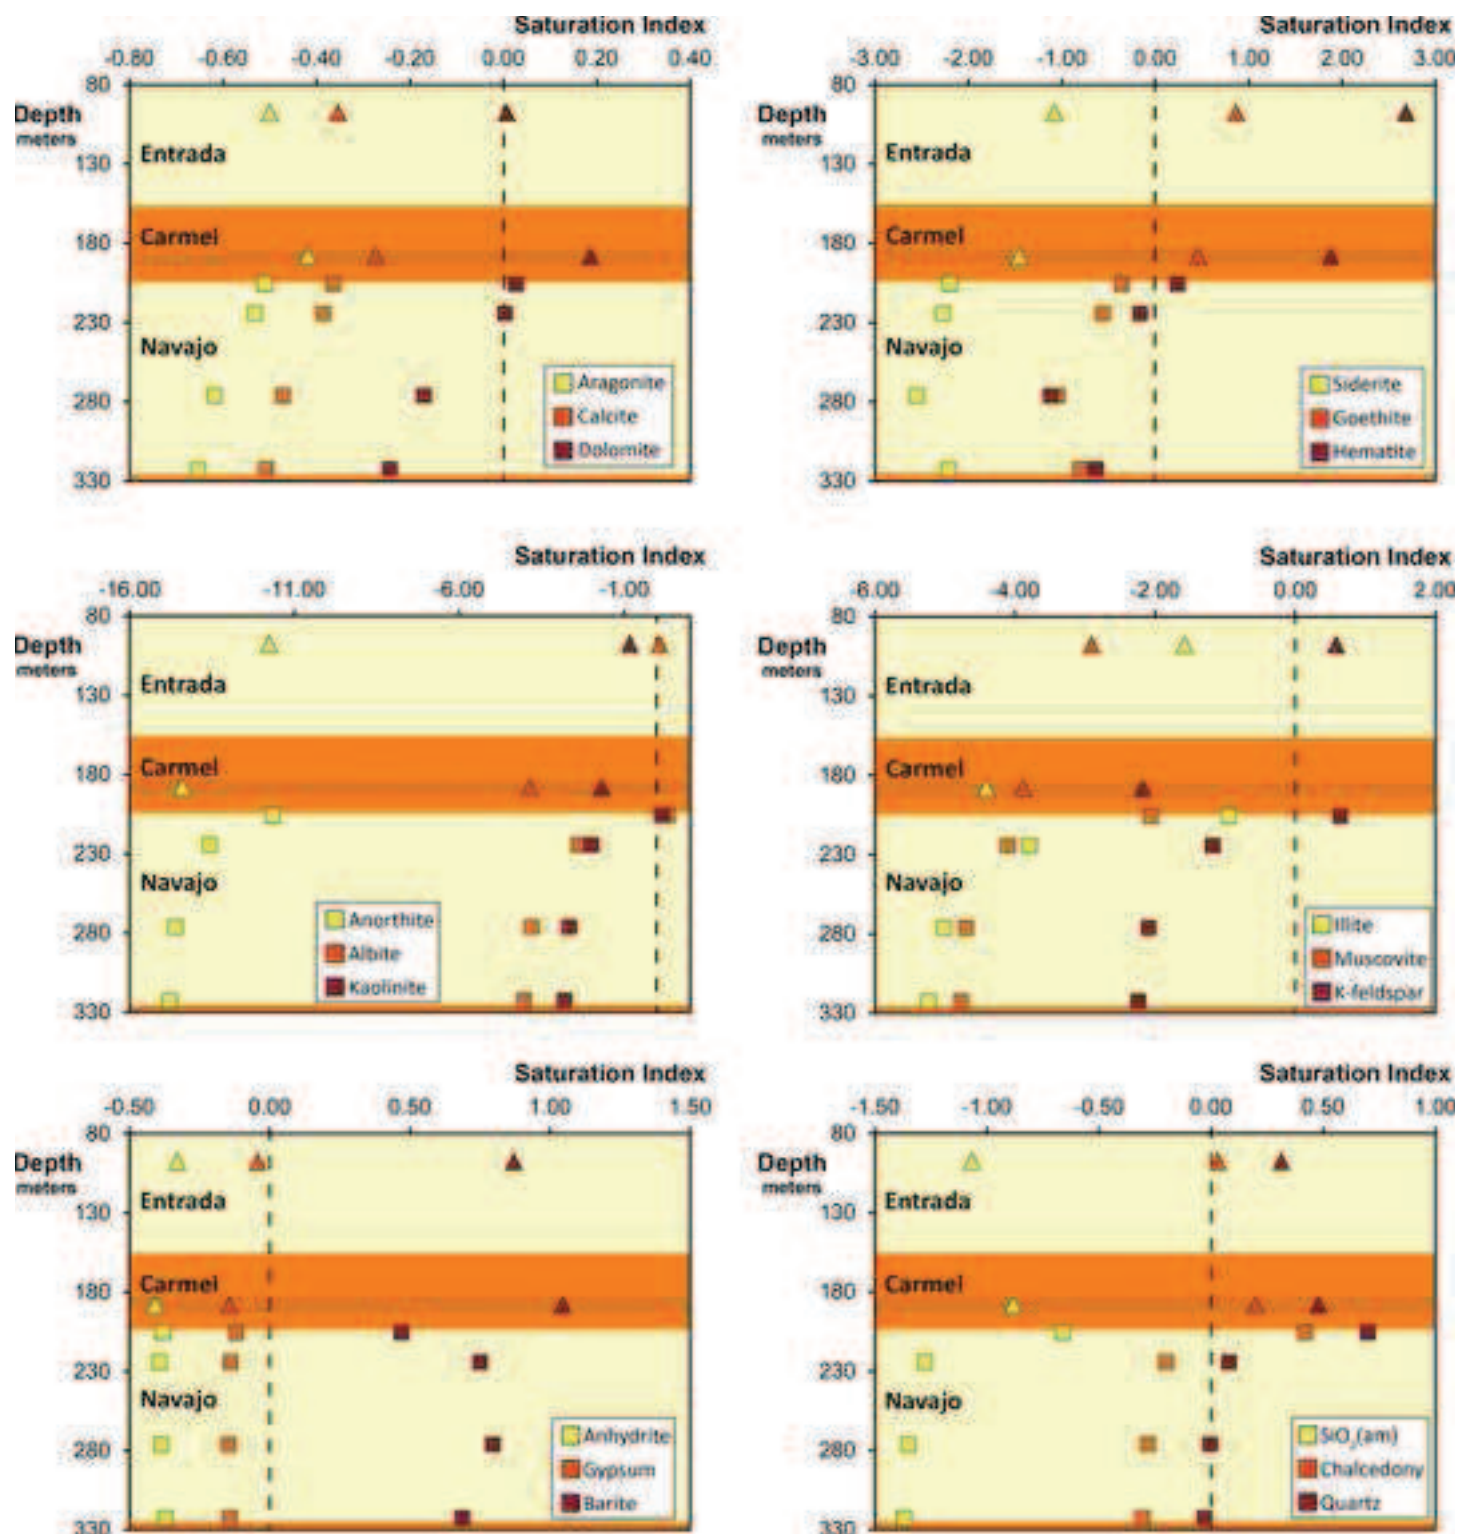 Saturation Index
-0.80 -0.60 -0.40 -0.20 0.00 0.20 0.40
80
Depth
meters
130
Entrada
180
Carmel
230
Navajo
280
330
Aragonite
Calcite
Dolomite
Saturation Index
-3.00 -2.00 -1.00 0.00 1.00 2.00 3.00
80
Depth
meters
130
Entrada
180
Carmel
230
Navajo
280
330
Siderite
Goethite
Hematite
Saturation Index
-16.00 -11.00 -6.00 -1.00
80
Depth
meters
130
Entrada
180
Carmel
230
Navajo
280
330
Anorthite
Albite
Kaolinite
Saturation Index
-6.00 -4.00 -2.00 0.00 2.00
80
Depth
meters
130
Entrada
180
Carmel
230
Navajo
280
330
Illite
Muscovite
K-feldspar
Saturation Index
-0.50 0.00 0.50 1.00 1.50
80
Depth
meters
130
Entrada
180
Carmel
230
Navajo
280
330
Anhydrite
Gypsum
Barite
Saturation Index
-1.50 -1.00 -0.50 0.00 0.50 1.00
80
Depth
meters
130
Entrada
180
Carmel
230
Navajo
280
330
SiO₂(am)
Chalcedony
Quartz